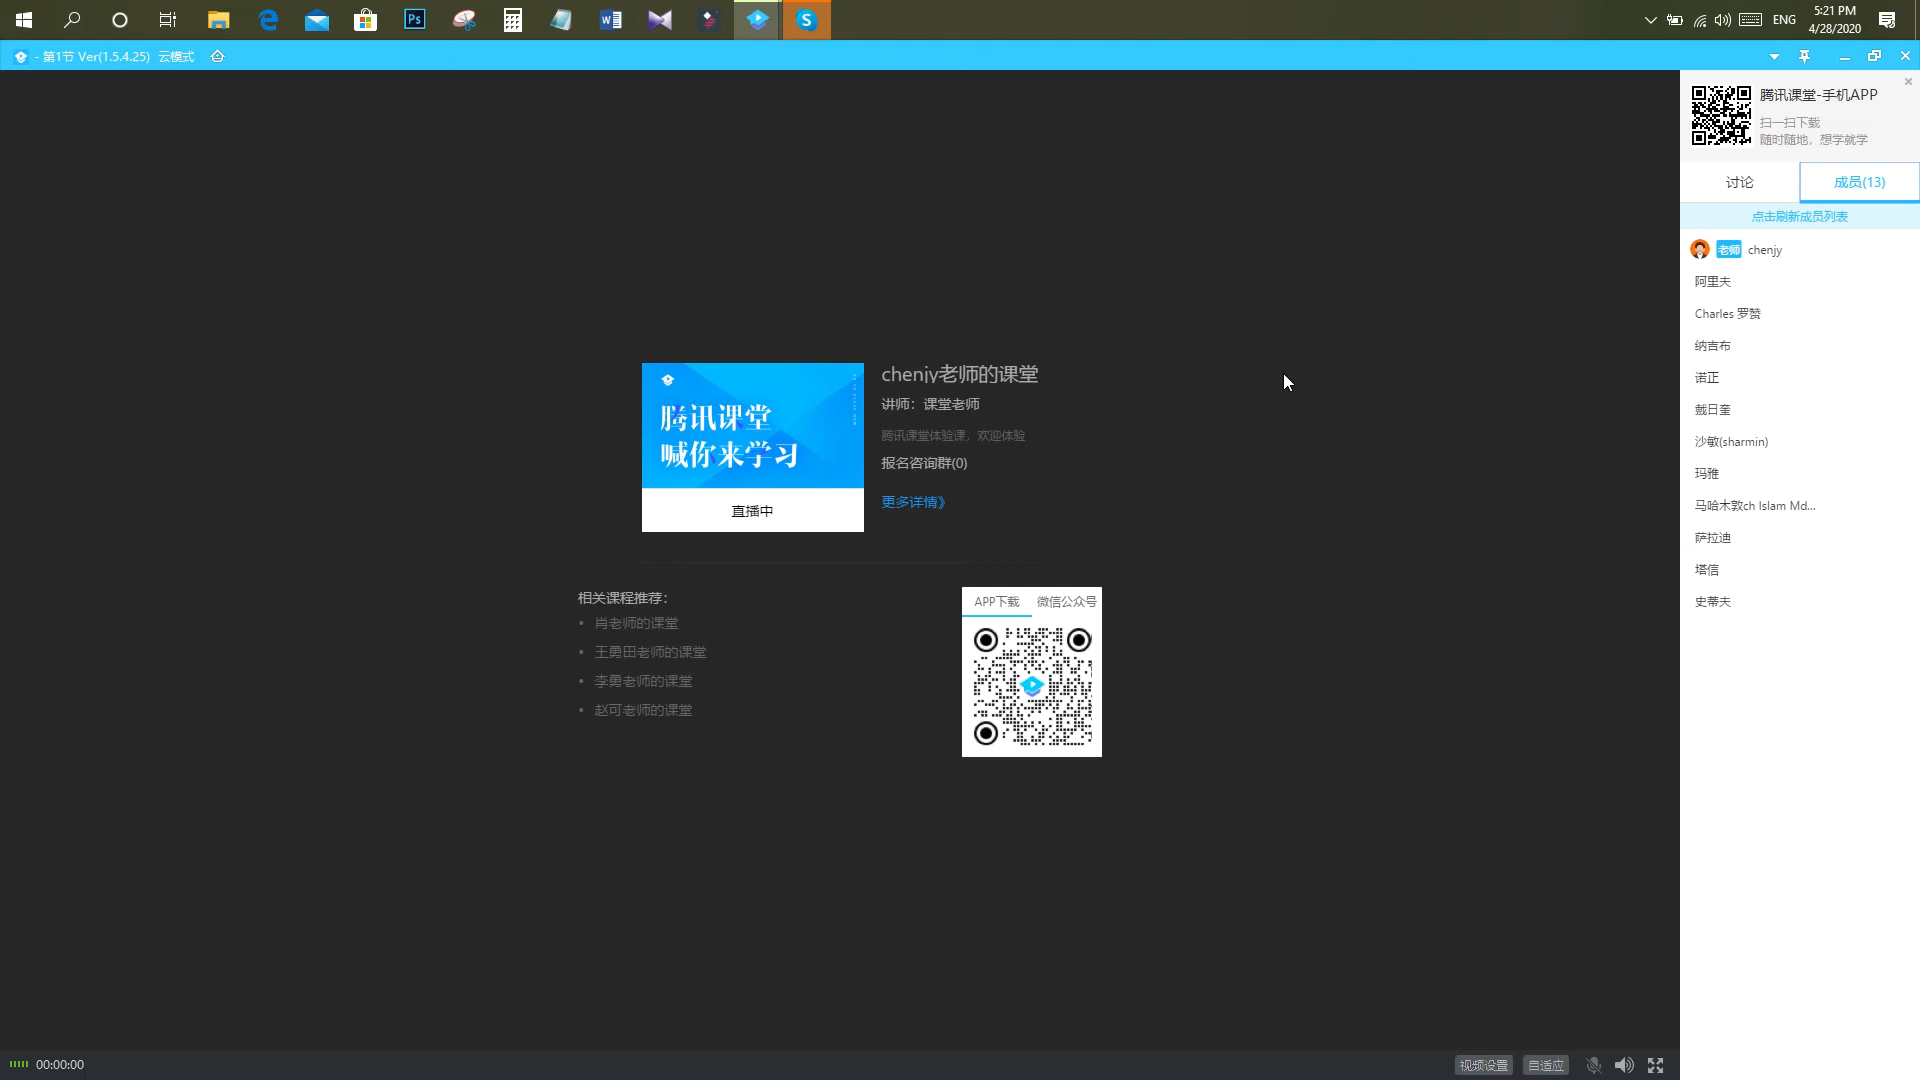 ENG
5:21 PM
4/28/2020
- 第1节 Ver(1.5.4.25) 云模式
腾讯课堂-手机APP
扫一扫下载
随时随地，想学就学
讨论
成员(13)
点击刷新成员列表
老师 chenjy
阿里夫
Charles 罗赞
纳吉布
诺正
戴日奎
沙敏(sharmin)
玛雅
马哈木敦ch Islam Md...
萨拉迪
塔信
史蒂夫
腾讯课堂
喊你来学习
直播中
chenjy老师的课堂
讲师：课堂老师
腾讯课堂体验课，欢迎体验
报名咨询群(0)
更多详情》
相关课程推荐：
• 肖老师的课堂
• 王勇田老师的课堂
• 李勇老师的课堂
• 赵可老师的课堂
APP下载 微信公众号
00:00:00
视频设置
自适应